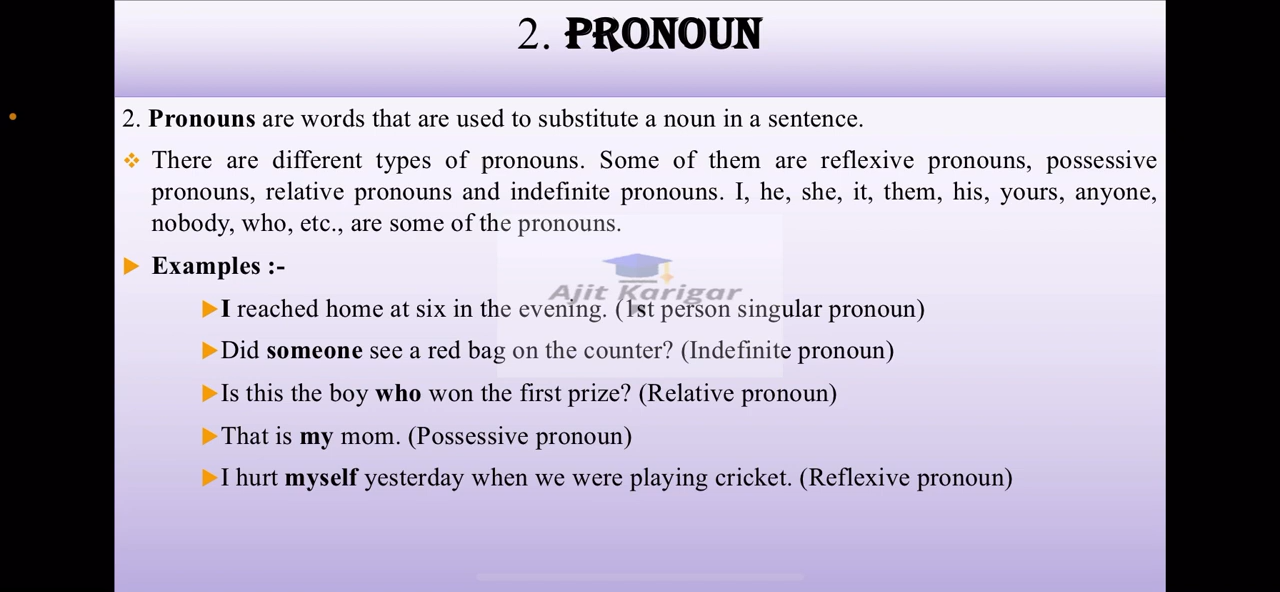 2. PRONOUN
2. Pronouns are words that are used to substitute a noun in a sentence.
There are different types of pronouns. Some of them are reflexive pronouns, possessive
pronouns, relative pronouns and indefinite pronouns. I, he, she, it, them, his, yours, anyone,
nobody, who, etc., are some of the pronouns.
Examples :-
Ajit Karigar
I reached home at six in the evening. (1st person singular pronoun)
Did someone see a red bag on the counter? (Indefinite pronoun)
Is this the boy who won the first prize? (Relative pronoun)
That is my mom. (Possessive pronoun)
I hurt myself yesterday when we were playing cricket. (Reflexive pronoun)